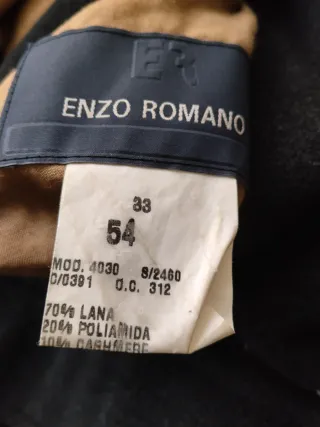 ER
ENZO ROMANO
33
54
MOD. 4030 S/2460
C/0391 D.C. 312
70% LANA
20% POLIAMIDA
10% CASHMERE